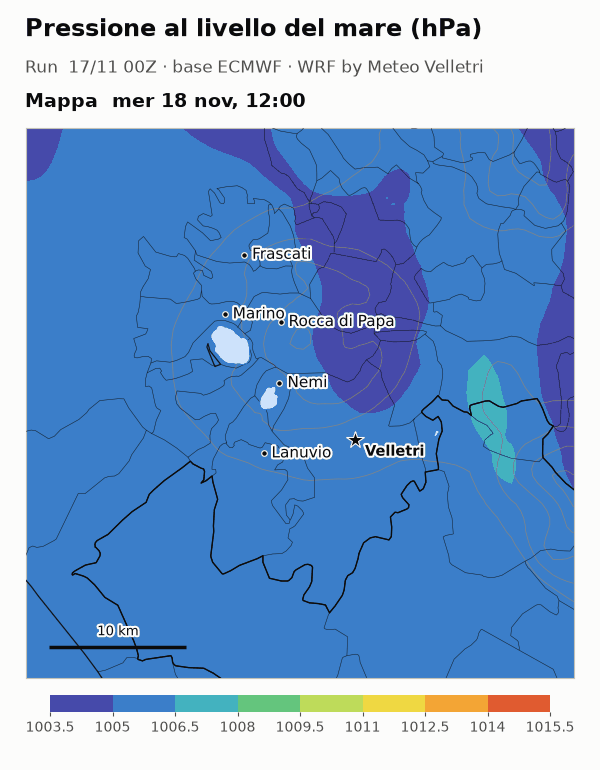 Pressione al livello del mare (hPa)
Run  17/11 00Z · base ECMWF · WRF by Meteo Velletri
Mappa  mer 18 nov, 12:00
Frascati
Marino
Rocca di Papa
Nemi
Velletri
Lanuvio
10 km
1003.5 1005 1006.5 1008 1009.5 1011 1012.5 1014 1015.5